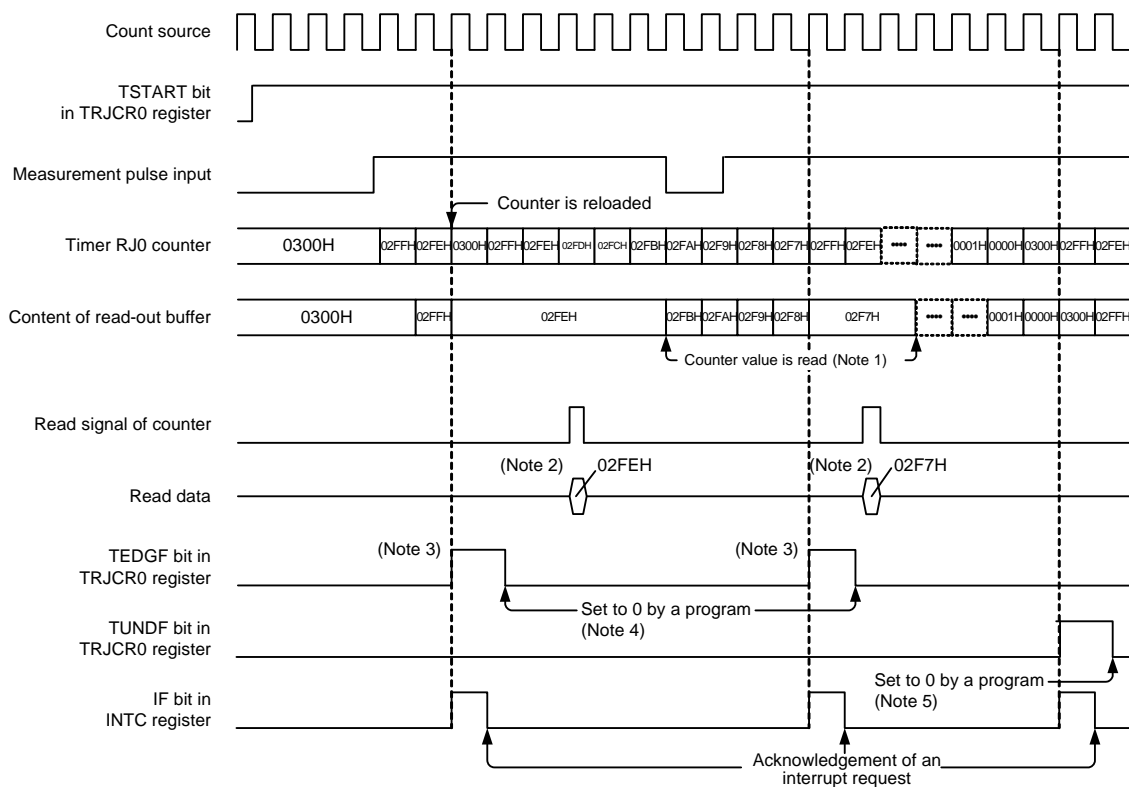 Count source
TSTART bit
in TRJCR0 register
Measurement pulse input
Counter is reloaded
Timer RJ0 counter
0300H 02FFH 02FEH 0300H 02FFH 02FEH 02FDH 02FCH 02FBH 02FAH 02F9H 02F8H 02F7H 02FFH 02FEH •••• •••• 0001H 0000H 0300H 02FFH 02FEH
Content of read-out buffer
0300H 02FFH 02FEH 02FBH 02FAH 02F9H 02F8H 02F7H •••• •••• 0001H 0000H 0300H 02FFH
Counter value is read (Note 1)
Read signal of counter
(Note 2) 02FEH (Note 2) 02F7H
Read data
TEDGF bit in
TRJCR0 register
(Note 3) (Note 3)
Set to 0 by a program
(Note 4)
TUNDF bit in
TRJCR0 register
Set to 0 by a program
(Note 5)
IF bit in
INTC register
Acknowledgement of an
interrupt request